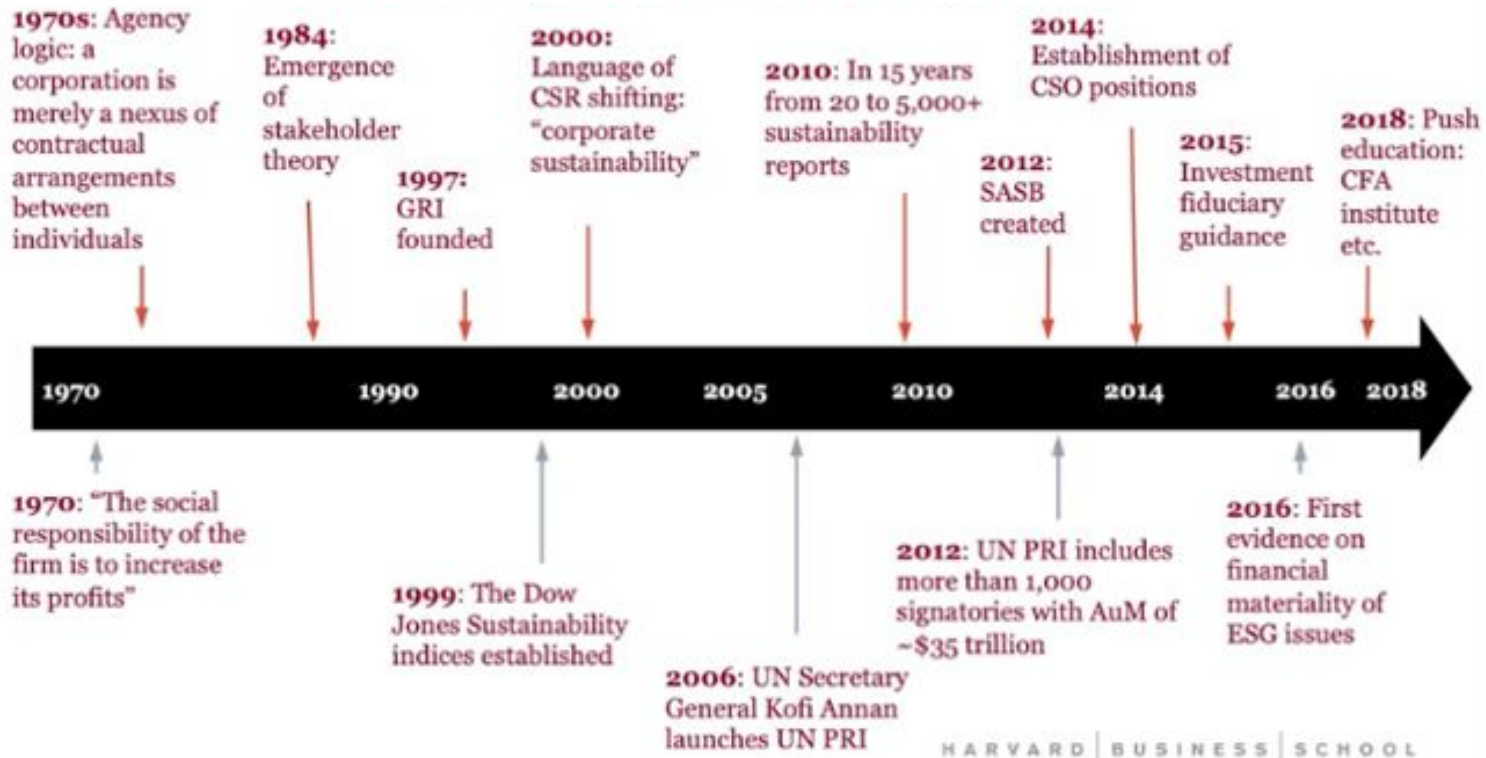 1970s: Agency
logic: a
corporation is
merely a nexus of
contractual
arrangements
between
individuals
1984:
Emergence
of
stakeholder
theory
1997:
GRI
founded
2000:
Language of
CSR shifting:
“corporate
sustainability”
2010: In 15 years
from 20 to 5,000+
sustainability
reports
2012:
SASB
created
2014:
Establishment of
CSO positions
2015:
Investment
fiduciary
guidance
2018: Push
education:
CFA
institute
etc.
1970 1990 2000 2005 2010 2014 2016 2018
1970: “The social
responsibility of the
firm is to increase
its profits”
1999: The Dow
Jones Sustainability
indices established
2006: UN Secretary
General Kofi Annan
launches UN PRI
2012: UN PRI includes
more than 1,000
signatories with AuM of
~$35 trillion
2016: First
evidence on
financial
materiality of
ESG issues
HARVARD | BUSINESS | SCHOOL